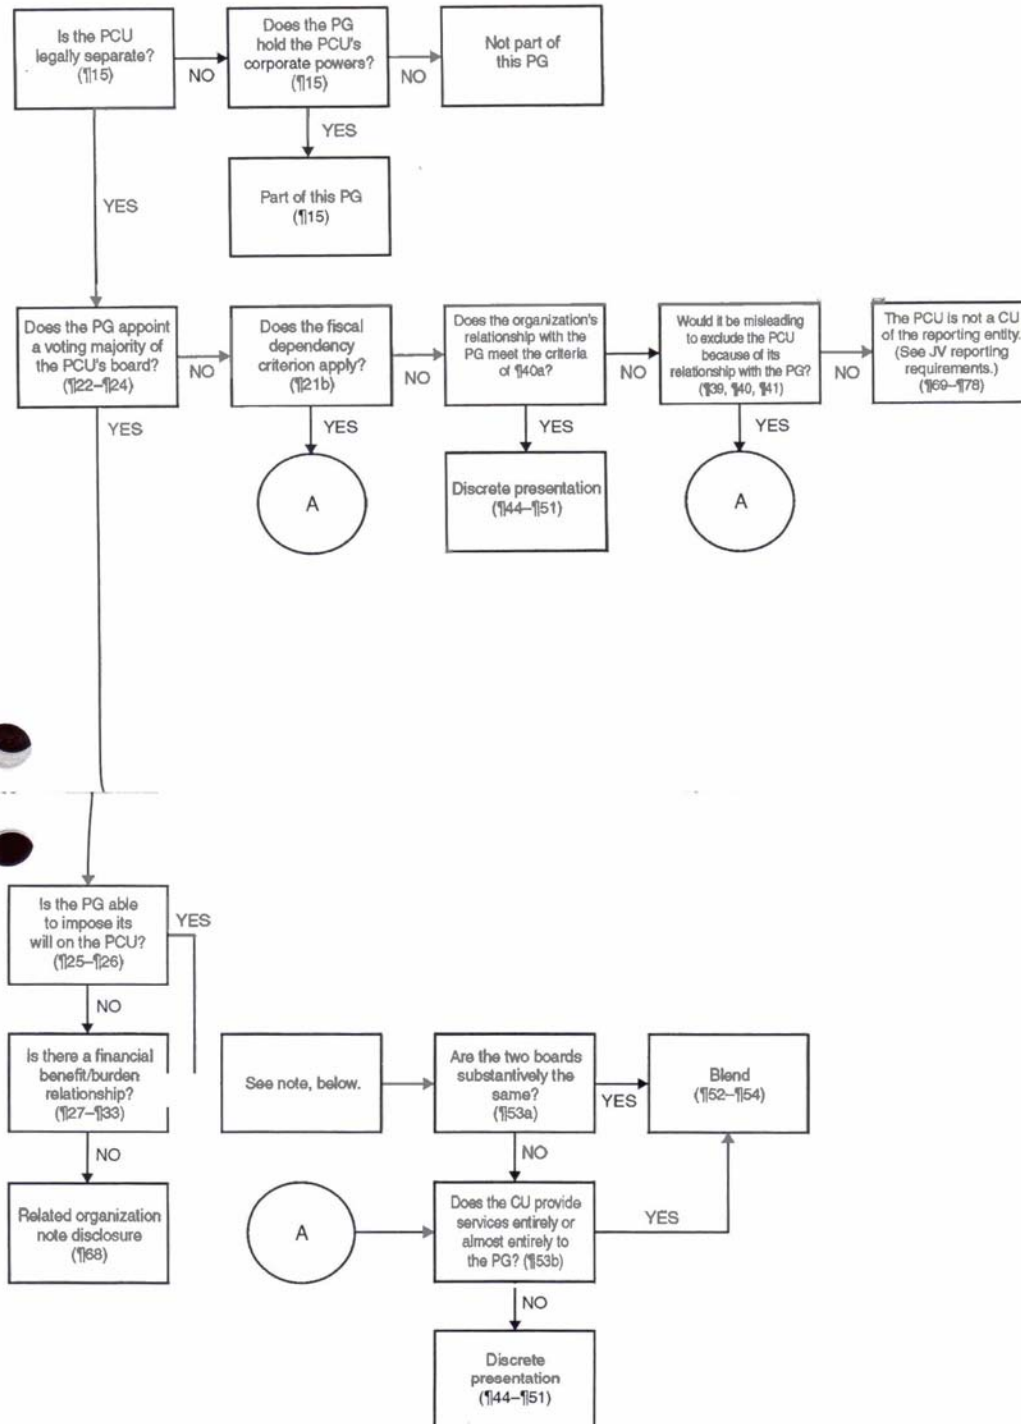 Is the PCU
legally separate?
(¶15)
NO
Does the PG
hold the PCU's
corporate powers?
(¶15)
NO
Not part of
this PG
YES
Part of this PG
(¶15)
YES
Does the PG appoint
a voting majority of
the PCU's board?
(¶22–¶24)
NO
Does the fiscal
dependency
criterion apply?
(¶21b)
NO
Does the organization's
relationship with the
PG meet the criteria
of ¶40a?
NO
Would it be misleading
to exclude the PCU
because of its
relationship with the PG?
(¶39, ¶40, ¶41)
NO
The PCU is not a CU
of the reporting entity.
(See JV reporting
requirements.)
(¶69–¶78)
YES
YES
YES
YES
A
Discrete presentation
(¶44–¶51)
A
Is the PG able
to impose its
will on the PCU?
(¶25–¶26)
YES
NO
Is there a financial
benefit/burden
relationship?
(¶27–¶33)
See note, below.
Are the two boards
substantively the
same?
(¶53a)
YES
Blend
(¶52–¶54)
NO
NO
Related organization
note disclosure
(¶68)
A
Does the CU provide
services entirely or
almost entirely to
the PG? (¶53b)
YES
NO
Discrete
presentation
(¶44–¶51)